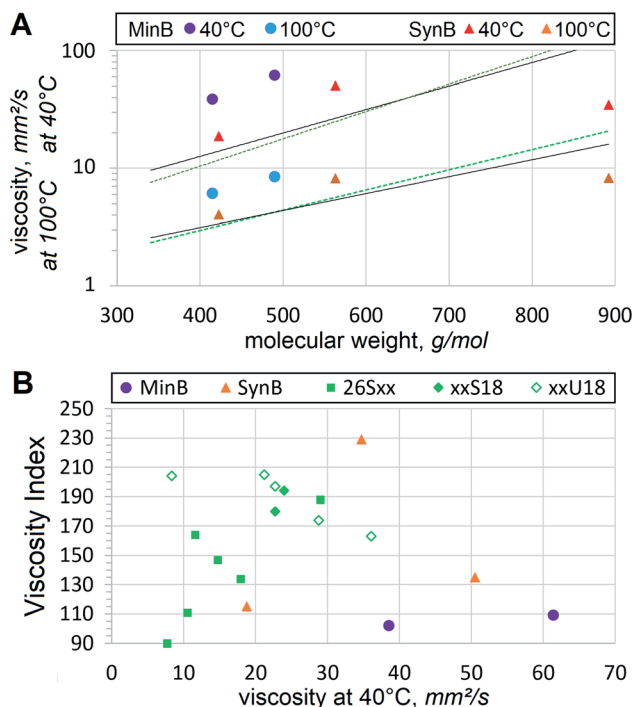 A
MinB 40°C 100°C SynB 40°C 100°C
viscosity, mm²/s
at 100°C at 40°C
100
10
1
300 400 500 600 700 800 900
molecular weight, g/mol
B
MinB SynB 26Sxx xxS18 xxU18
Viscosity Index
250
230
210
190
170
150
130
110
90
0 10 20 30 40 50 60 70
viscosity at 40°C, mm²/s